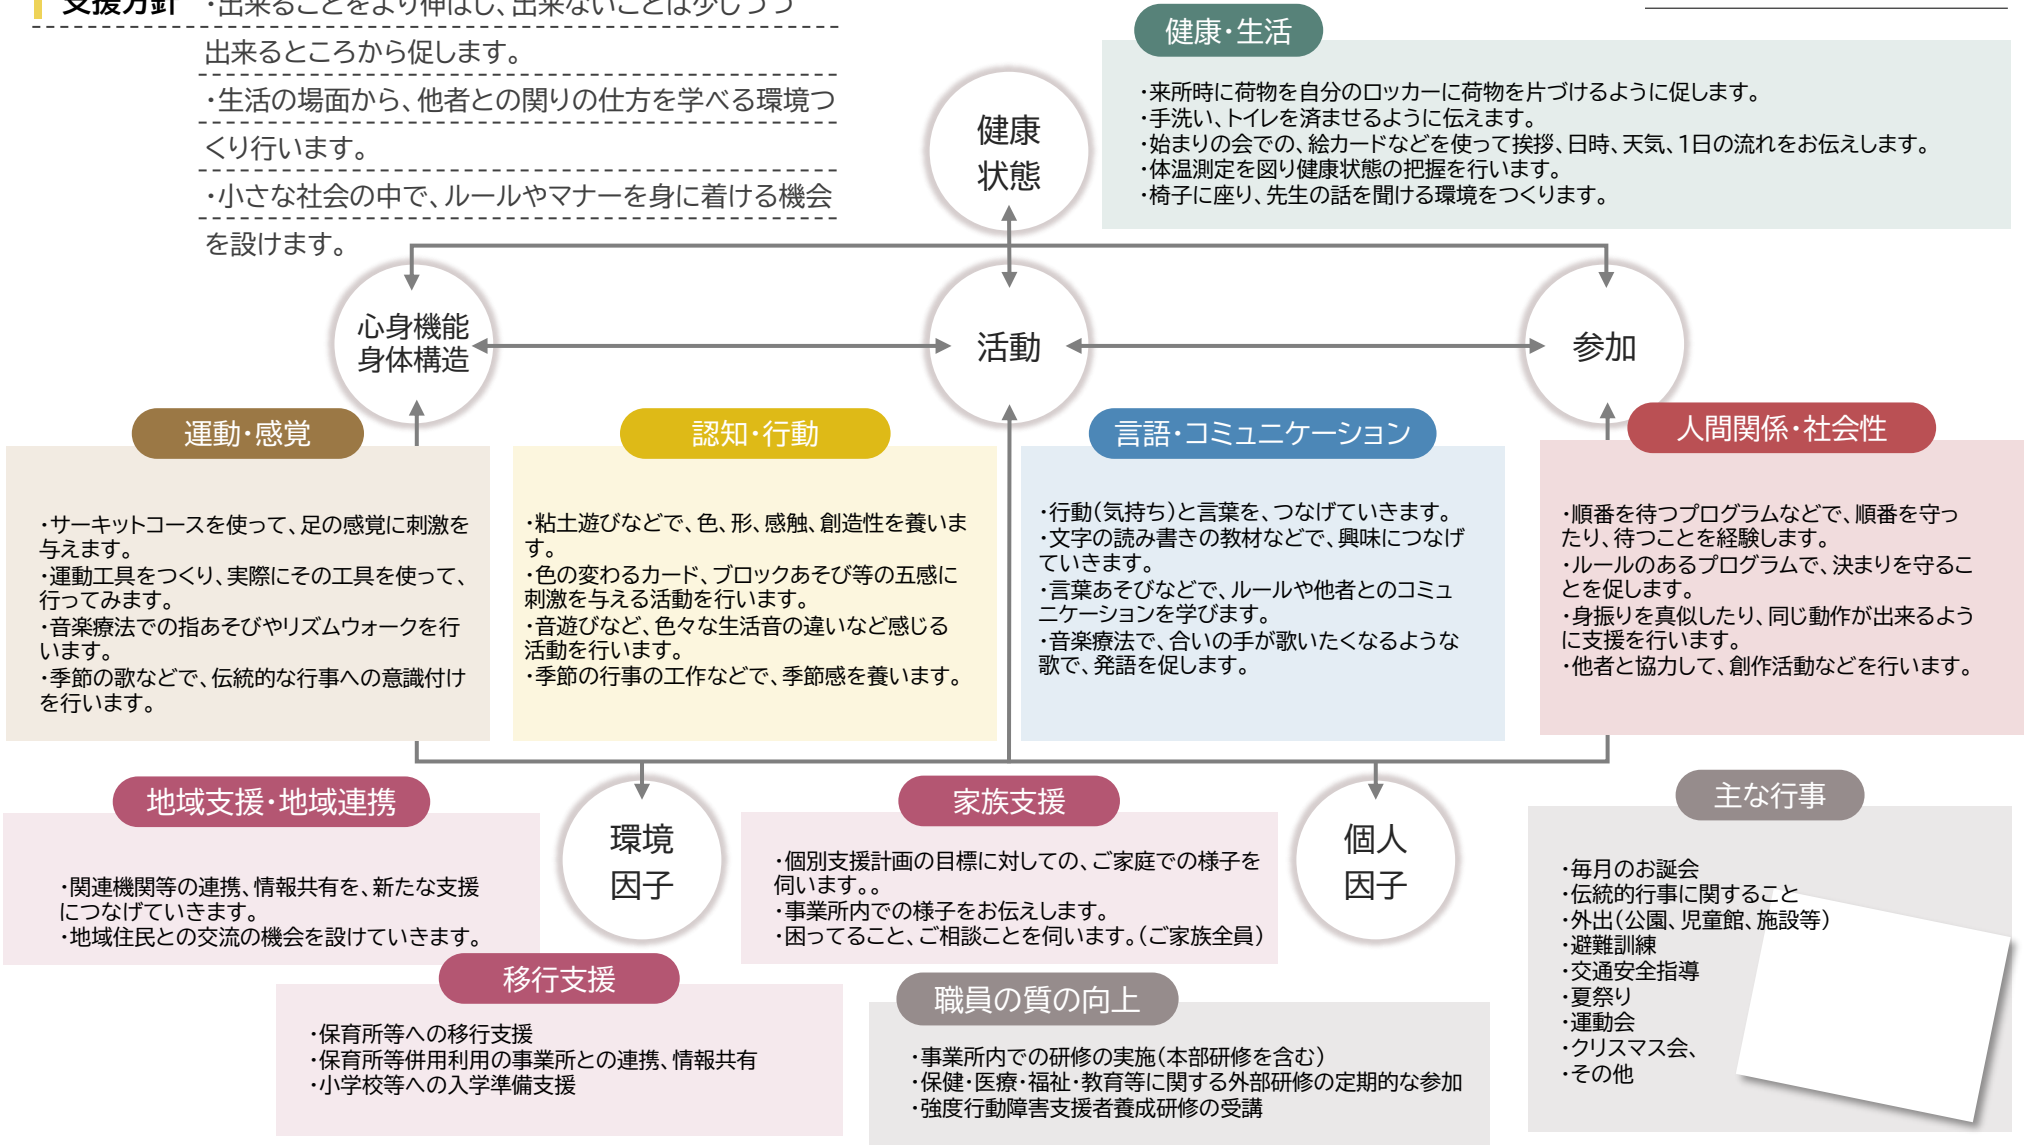 支援方針 ・出来ることをより伸ばし、出来ないことは少しづつ
出来るところから促します。
・生活の場面から、他者との関りの仕方を学べる環境つ
くり行います。
・小さな社会の中で、ルールやマナーを身に着ける機会
を設けます。
健康・生活
・来所時に荷物を自分のロッカーに荷物を片づけるように促します。
・手洗い、トイレを済ませるように伝えます。
・始まりの会での、絵カードなどを使って挨拶、日時、天気、1日の流れをお伝えします。
・体温測定を図り健康状態の把握を行います。
・椅子に座り、先生の話を聞ける環境をつくります。
健康
状態
心身機能
身体構造
活動
参加
運動・感覚
・サーキットコースを使って、足の感覚に刺激を
与えます。
・運動工具をつくり、実際にその工具を使って、
行ってみます。
・音楽療法での指あそびやリズムウォークを行
います。
・季節の歌などで、伝統的な行事への意識付け
を行います。
認知・行動
・粘土遊びなどで、色、形、感触、創造性を養いま
す。
・色の変わるカード、ブロックあそび等の五感に
刺激を与える活動を行います。
・音遊びなど、色々な生活音の違いなど感じる
活動を行います。
・季節の行事の工作などで、季節感を養います。
言語・コミュニケーション
・行動(気持ち)と言葉を、つなげていきます。
・文字の読み書きの教材などで、興味につなげ
ていきます。
・言葉あそびなどで、ルールや他者とのコミュ
ニケーションを学びます。
・音楽療法で、合いの手が歌いたくなるような
歌で、発語を促します。
人間関係・社会性
・順番を待つプログラムなどで、順番を守っ
たり、待つことを経験します。
・ルールのあるプログラムで、決まりを守るこ
とを促します。
・身振りを真似したり、同じ動作が出来るよう
に支援を行います。
・他者と協力して、創作活動などを行います。
地域支援・地域連携
・関連機関等の連携、情報共有を、新たな支援
につなげていきます。
・地域住民との交流の機会を設けていきます。
環境
因子
家族支援
・個別支援計画の目標に対しての、ご家庭での様子を
伺います。。
・事業所内での様子をお伝えします。
・困ってること、ご相談ことを伺います。(ご家族全員)
個人
因子
主な行事
・毎月のお誕会
・伝統的行事に関すること
・外出(公園、児童館、施設等)
・避難訓練
・交通安全指導
・夏祭り
・運動会
・クリスマス会、
・その他
移行支援
・保育所等への移行支援
・保育所等併用利用の事業所との連携、情報共有
・小学校等への入学準備支援
職員の質の向上
・事業所内での研修の実施(本部研修を含む)
・保健・医療・福祉・教育等に関する外部研修の定期的な参加
・強度行動障害支援者養成研修の受講